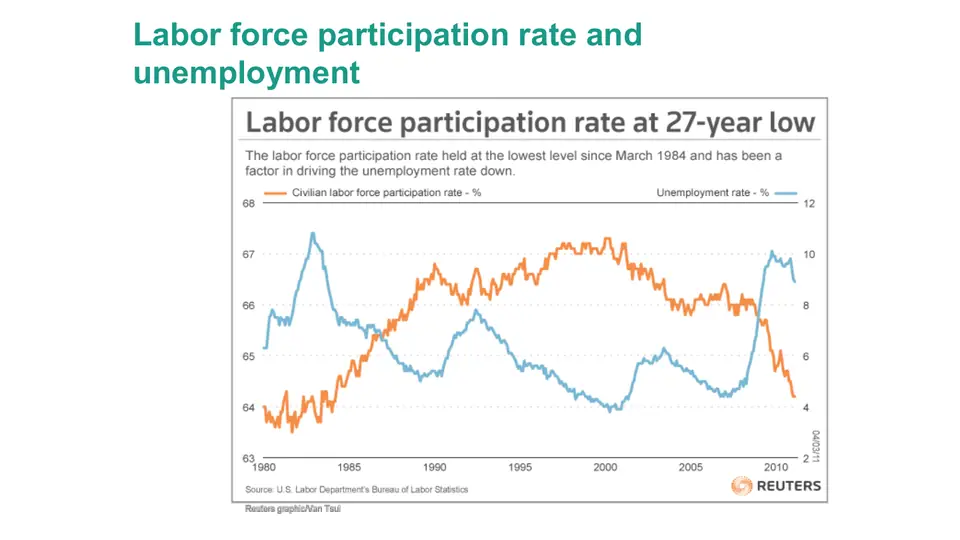 Labor force participation rate and
unemployment
Labor force participation rate at 27-year low
The labor force participation rate held at the lowest level since March 1984 and has been a
factor in driving the unemployment rate down.
Civilian labor force participation rate - % Unemployment rate - %
68 12
67 10
66 8
65 6
64 4
63 2
1980 1985 1990 1995 2000 2005 2010
04/03/11
Source: U.S. Labor Department's Bureau of Labor Statistics
REUTERS
Reuters graphic/Van Tsui